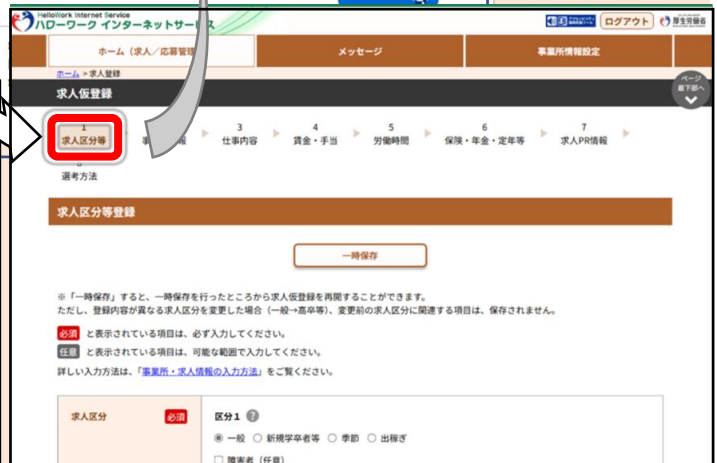 HelloWork Internet Service
ハローワーク インターネットサービス
ログアウト
厚生労働省
ホーム（求人／応募管理
メッセージ
事業所情報設定
ホーム > 求人登録
求人仮登録
ページ
最下部へ
1 3 4 5 6 7
求人区分等 仕事内容 賃金・手当 労働時間 保険・年金・定年等 求人PR情報
選考方法
求人区分等登録
一時保存
※「一時保存」すると、一時保存を行ったところから求人仮登録を再開することができます。
ただし、登録内容が異なる求人区分を変更した場合（一般→高卒等）、変更前の求人区分に関連する項目は、保存されません。
必須 と表示されている項目は、必ず入力してください。
任意 と表示されている項目は、可能な範囲で入力してください。
詳しい入力方法は、「事業所・求人情報の入力方法」をご覧ください。
求人区分 必須 区分１ ?
一般 新規学卒者等 季節 出稼ぎ
障害者（任意）